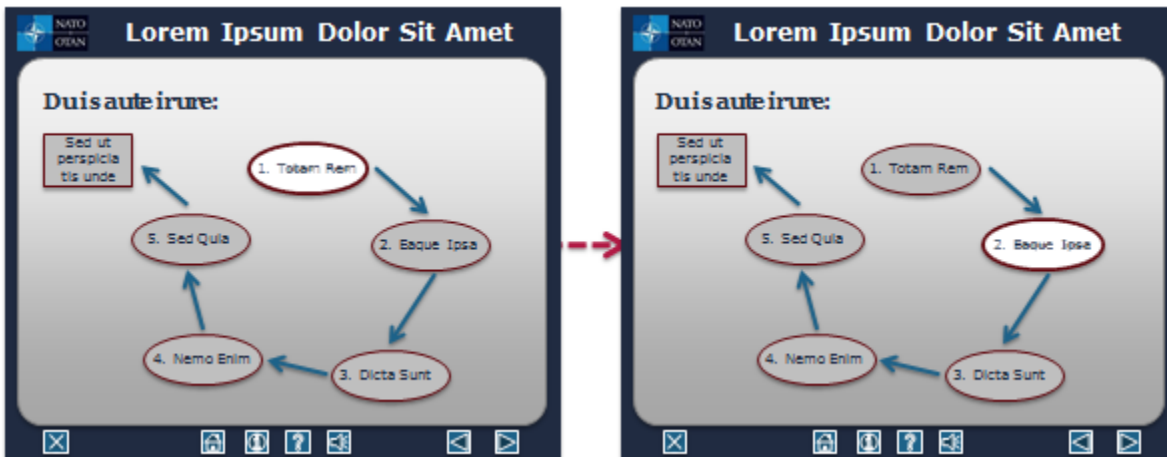 NATO
OTAN
Lorem Ipsum Dolor Sit Amet
Duis aute irure:
Sed ut
perspicia
tis unde
1. Totam Rem
5. Sed Quia
2. Eaque Ipsa
4. Nemo Enim
3. Dicta Sunt
NATO
OTAN
Lorem Ipsum Dolor Sit Amet
Duis aute irure:
Sed ut
perspicia
tis unde
1. Totam Rem
5. Sed Quia
2. Eaque Ipsa
4. Nemo Enim
3. Dicta Sunt